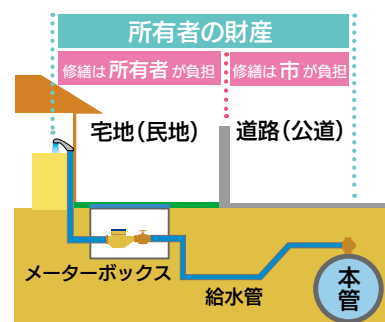 所有者の財産
修繕は所有者が負担
修繕は市が負担
宅地(民地)
道路(公道)
メーターボックス
給水管
本管